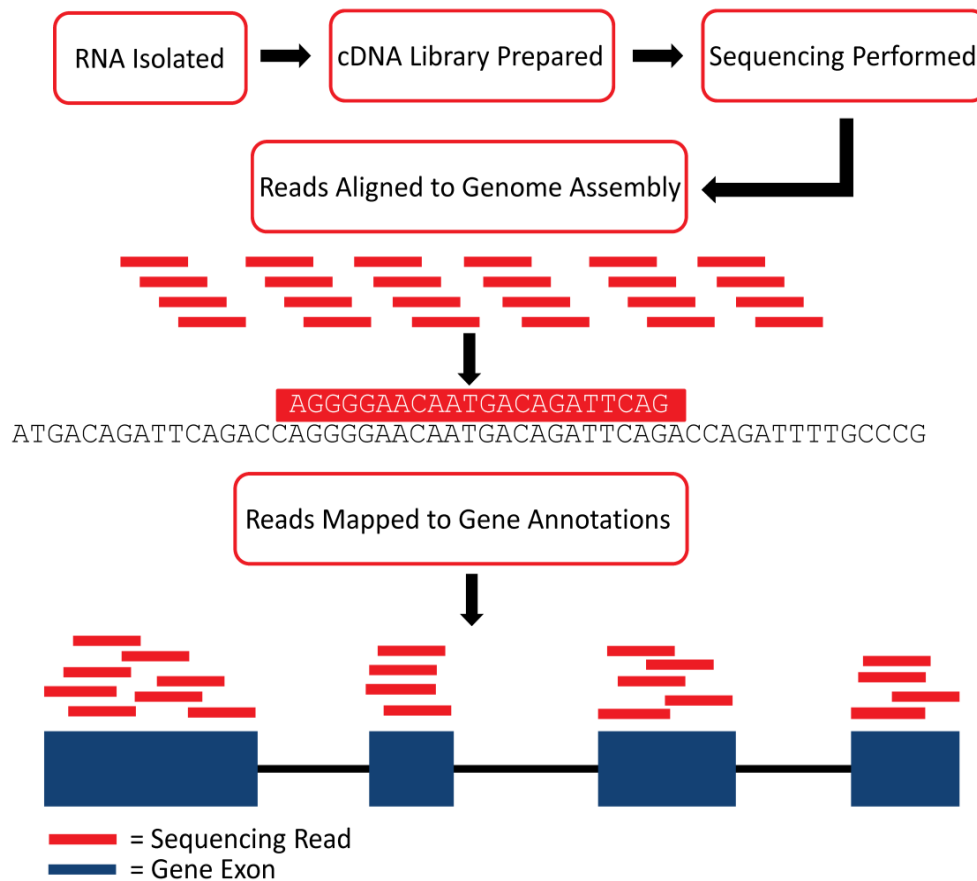 RNA Isolated
cDNA Library Prepared
Sequencing Performed
Reads Aligned to Genome Assembly
AGGGGAACAATGACAGATTCAG
ATGACAGATTCAGACCAGGGGAACAATGACAGATTCAGACCAGATTTTGCCCG
Reads Mapped to Gene Annotations
= Sequencing Read
= Gene Exon